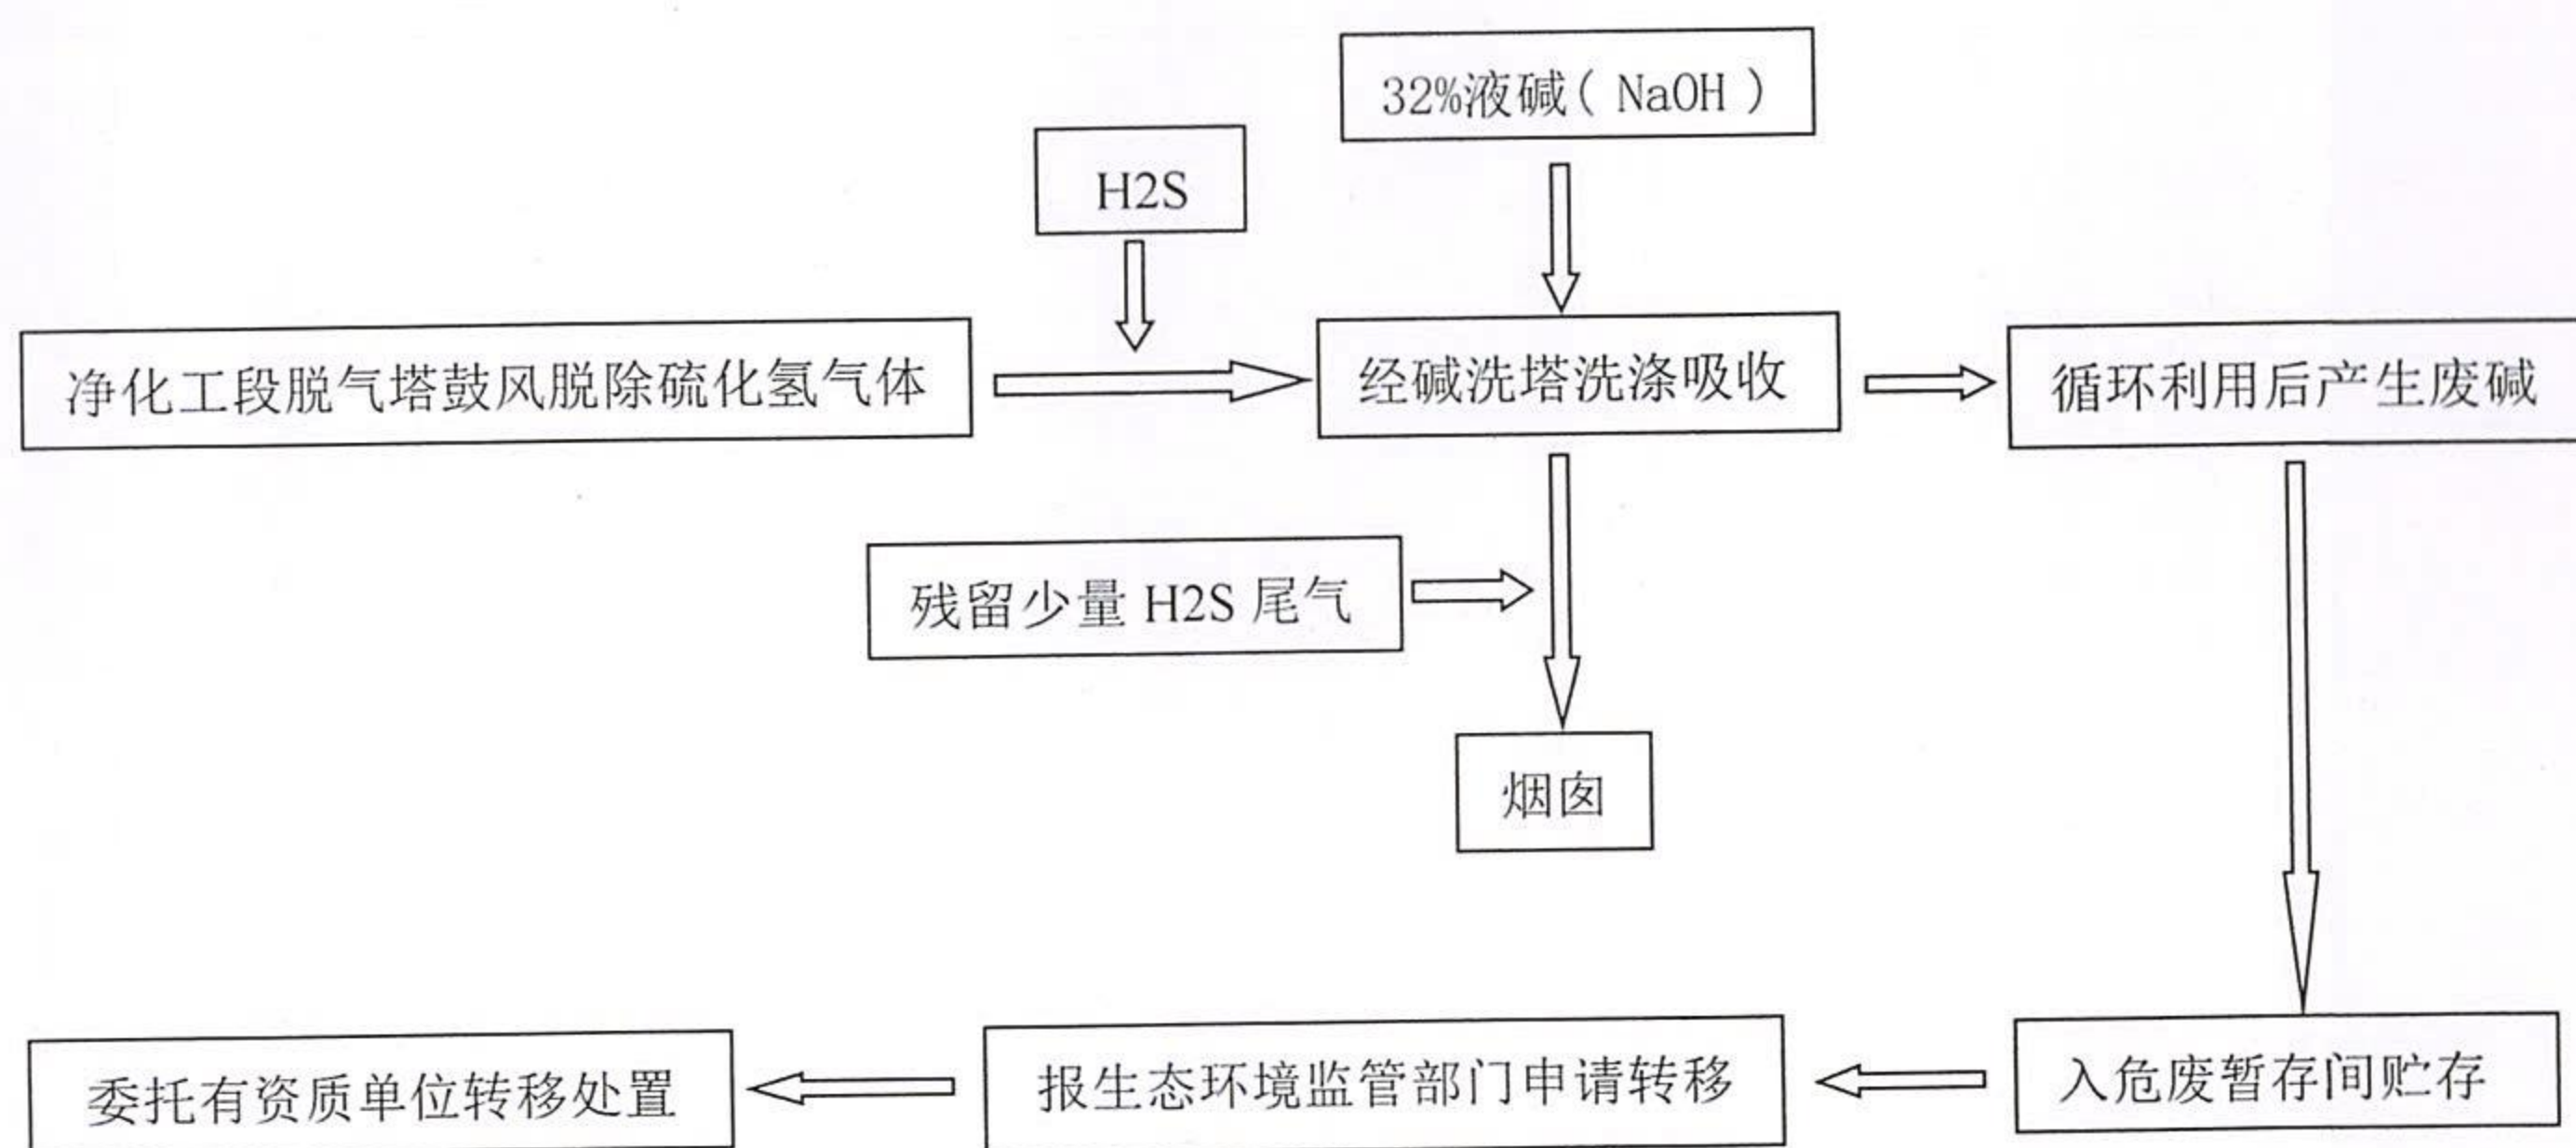 32%液碱( NaOH )
H2S
净化工段脱气塔鼓风脱除硫化氢气体
经碱洗塔洗涤吸收
循环利用后产生废碱
残留少量 H2S 尾气
烟囱
委托有资质单位转移处置
报生态环境监管部门申请转移
入危废暂存间贮存